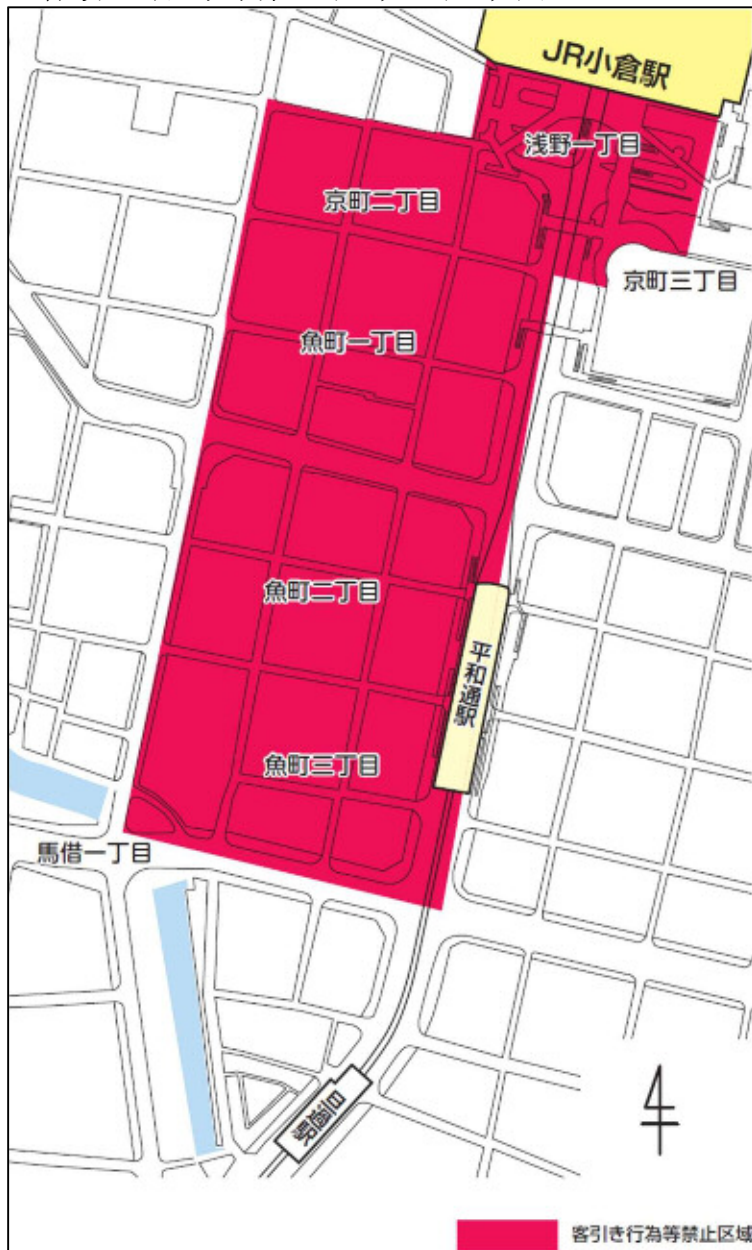 JR小倉駅
浅野一丁目
京町二丁目
京町三丁目
魚町一丁目
魚町二丁目
平和通駅
魚町三丁目
馬借一丁目
旦過駅
客引き行為等禁止区域